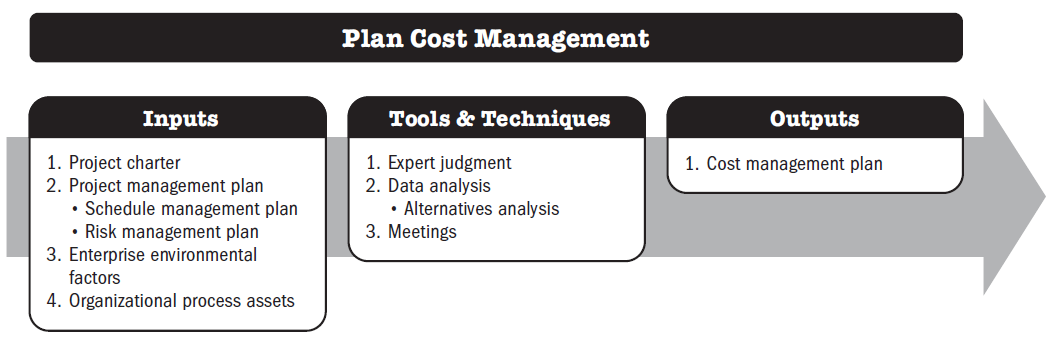 Plan Cost Management
Inputs
1. Project charter
2. Project management plan
• Schedule management plan
• Risk management plan
3. Enterprise environmental
factors
4. Organizational process assets
Tools & Techniques
1. Expert judgment
2. Data analysis
• Alternatives analysis
3. Meetings
Outputs
1. Cost management plan